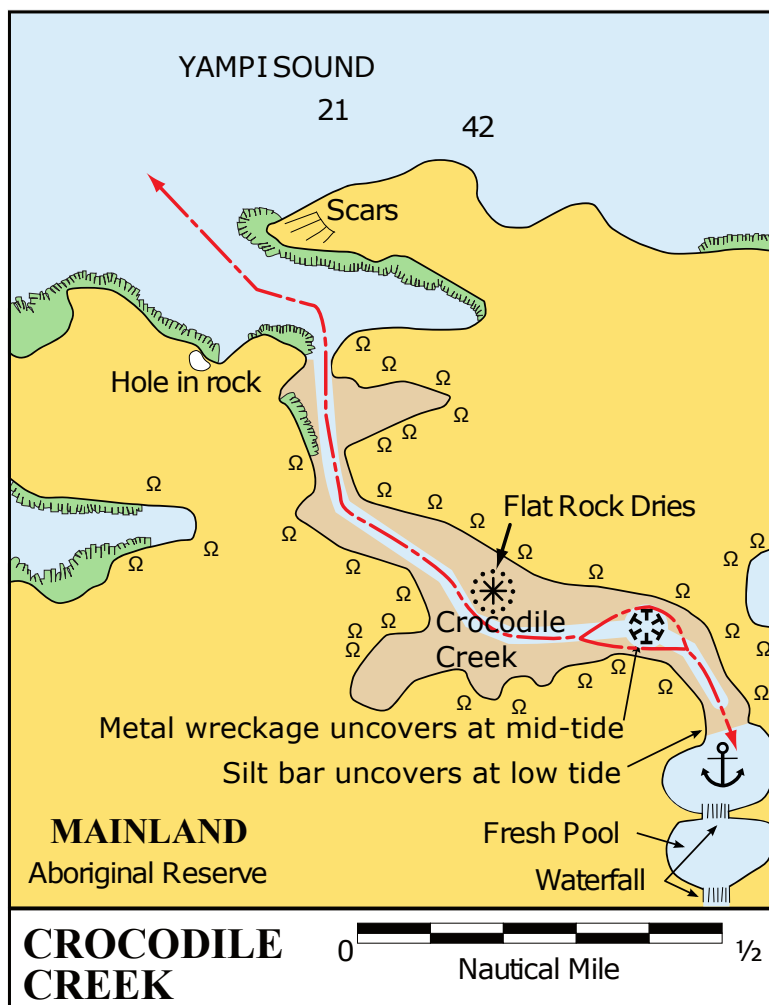 YAMPI SOUND
21
42
Scars
Hole in rock
Flat Rock Dries
Crocodile
Creek
Metal wreckage uncovers at mid-tide
Silt bar uncovers at low tide
MAINLAND
Aboriginal Reserve
Fresh Pool
Waterfall
CROCODILE
CREEK
0
½
Nautical Mile